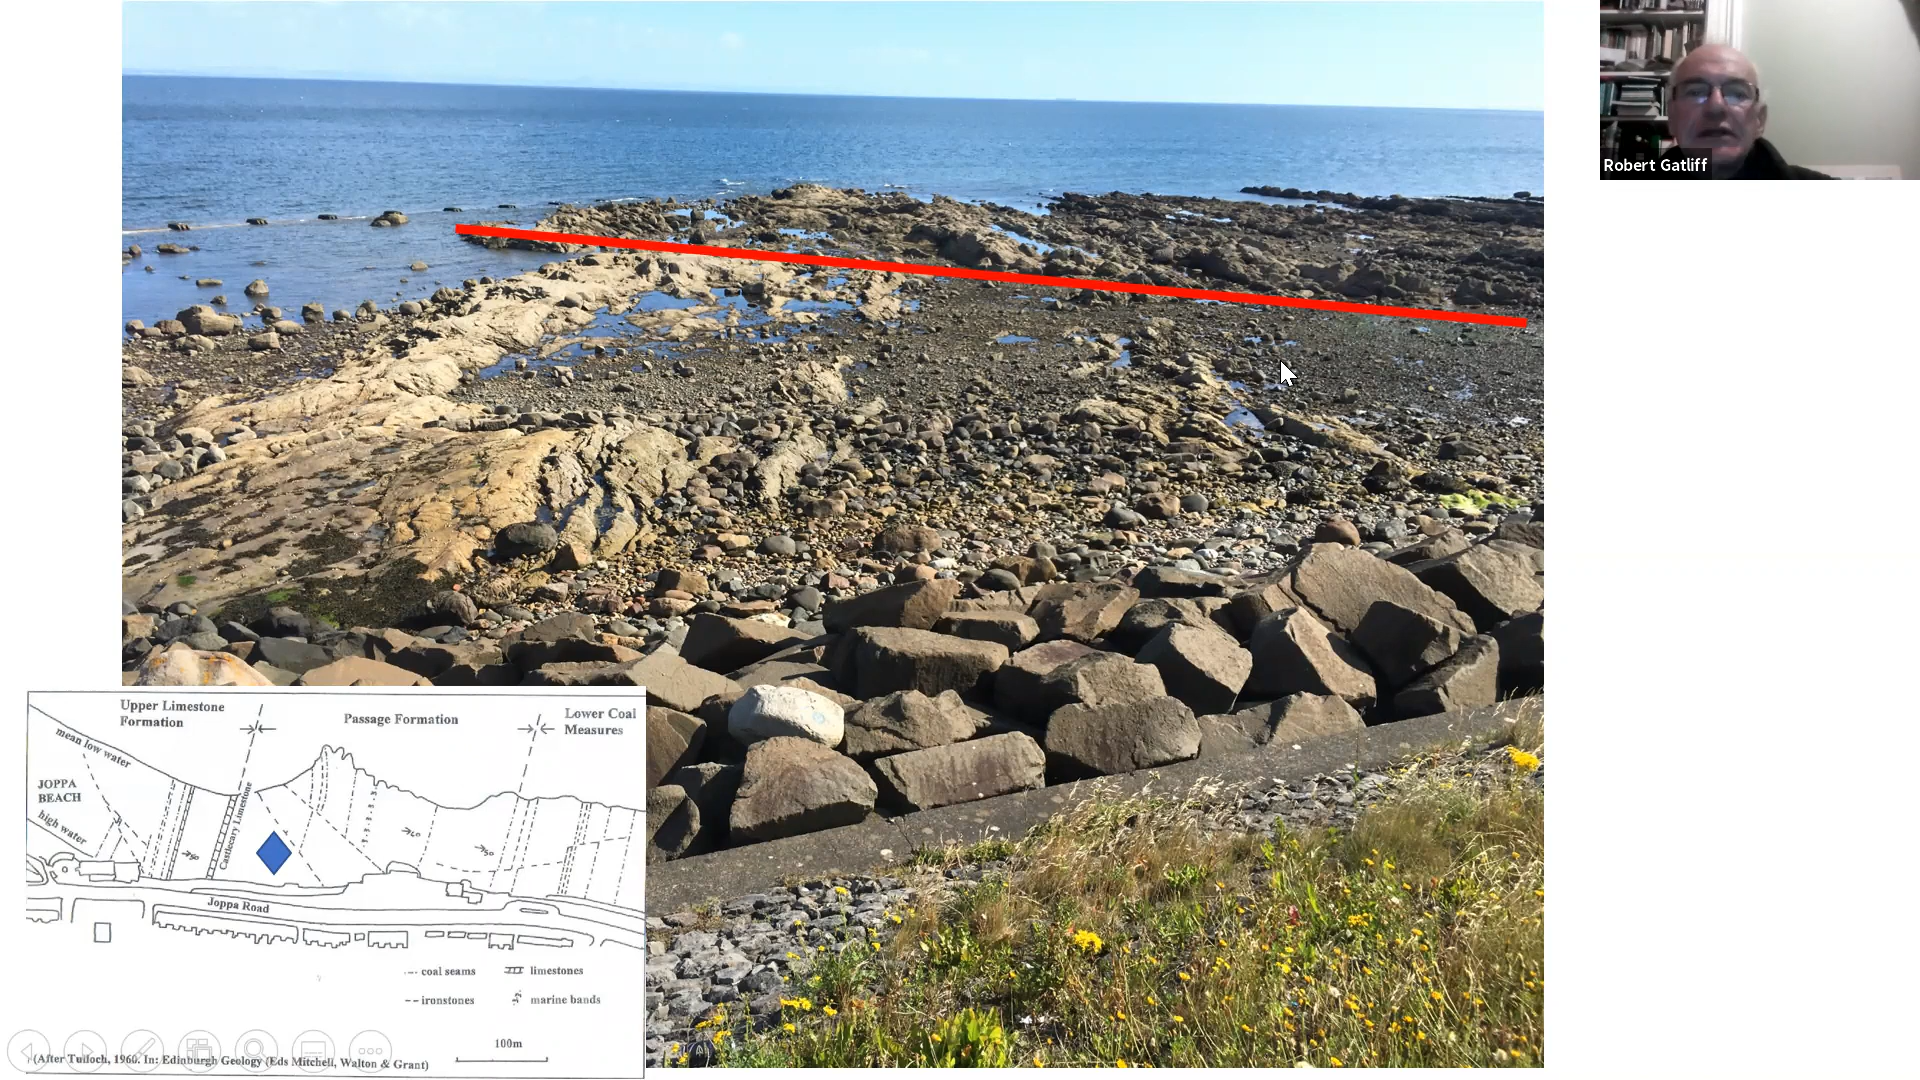 Robert Gatliff
Upper Limestone
Formation
Passage Formation
Lower Coal
Measures
mean low water
JOPPA
BEACH
high water
Castlecary Limestone
50
50
Joppa Road
coal seams
limestones
ironstones
marine bands
100m
(After Tulloch, 1960. In: Edinburgh Geology (Eds Mitchell, Walton & Grant)